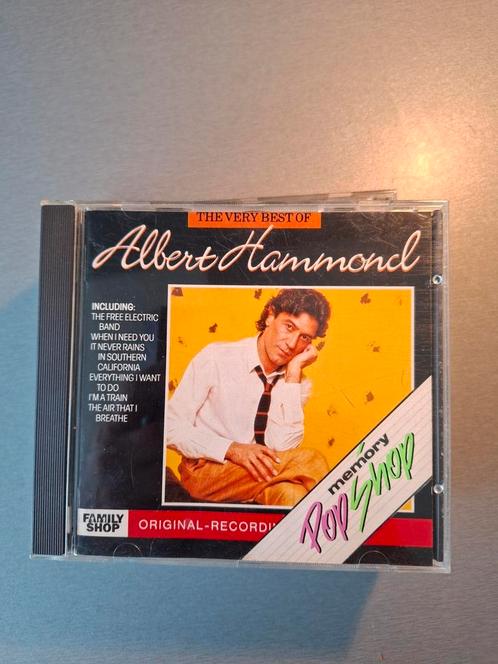 THE VERY BEST OF
Albert Hammond
INCLUDING:
THE FREE ELECTRIC
BAND
WHEN I NEED YOU
IT NEVER RAINS
IN SOUTHERN
CALIFORNIA
EVERYTHING I WANT
TO DO
I'M A TRAIN
THE AIR THAT I
BREATHE
memory
Pop Shop
FAMILY
SHOP
ORIGINAL-RECORDI